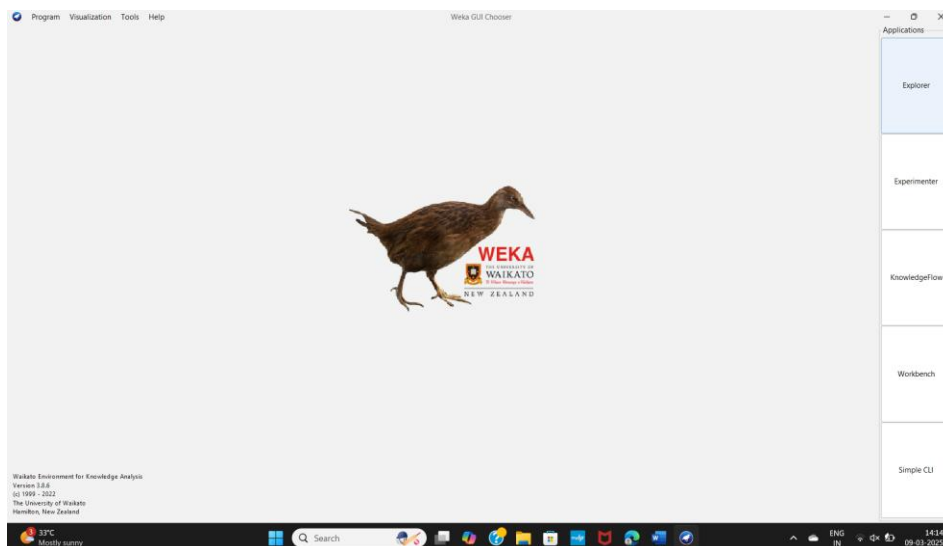 Program Visualization Tools Help
Weka GUI Chooser
Applications
Explorer
Experimenter
KnowledgeFlow
Workbench
Simple CLI
WEKA
THE UNIVERSITY OF
WAIKATO
NEW ZEALAND
Waikato Environment for Knowledge Analysis
Version 3.8.6
(c) 1999 - 2022
The University of Waikato
Hamilton, New Zealand
3
33°C
Mostly sunny
Search
ENG
IN
14:14
09-03-2025